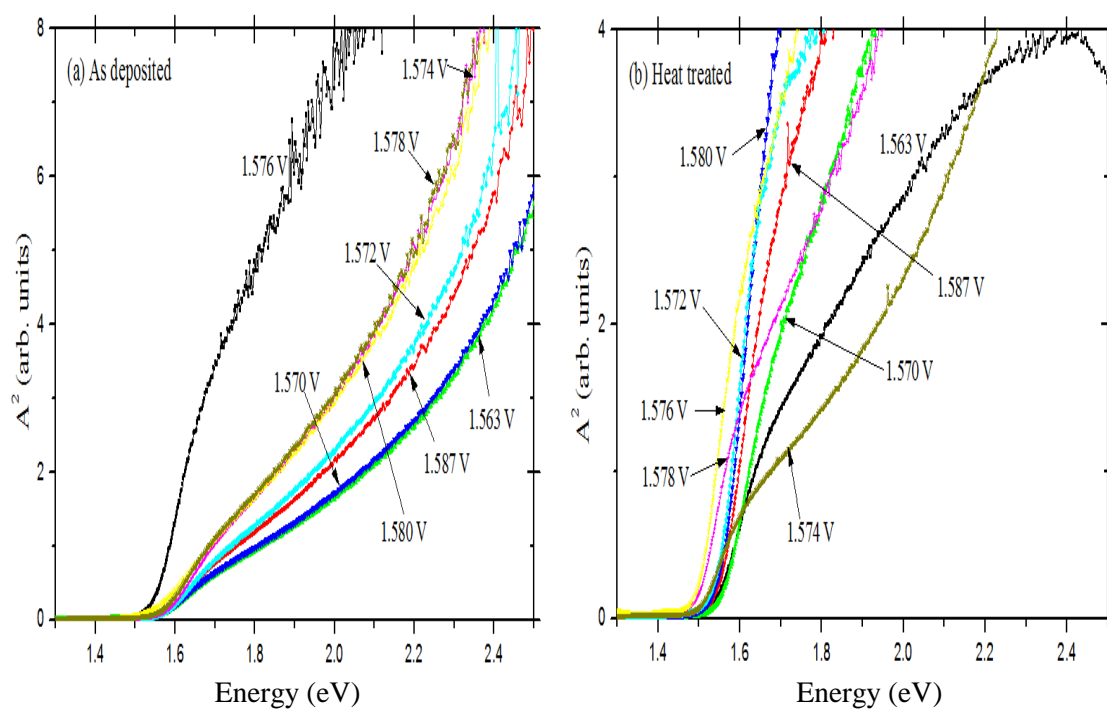 (a) As deposited
1.576 V
1.574 V
1.578 V
1.572 V
1.570 V
1.563 V
1.587 V
1.580 V
A² (arb. units)
8
6
4
2
0
1.4 1.6 1.8 2.0 2.2 2.4
Energy (eV)
(b) Heat treated
1.580 V
1.563 V
1.587 V
1.572 V
1.570 V
1.576 V
1.578 V
1.574 V
A² (arb. units)
4
2
0
1.4 1.6 1.8 2.0 2.2 2.4
Energy (eV)